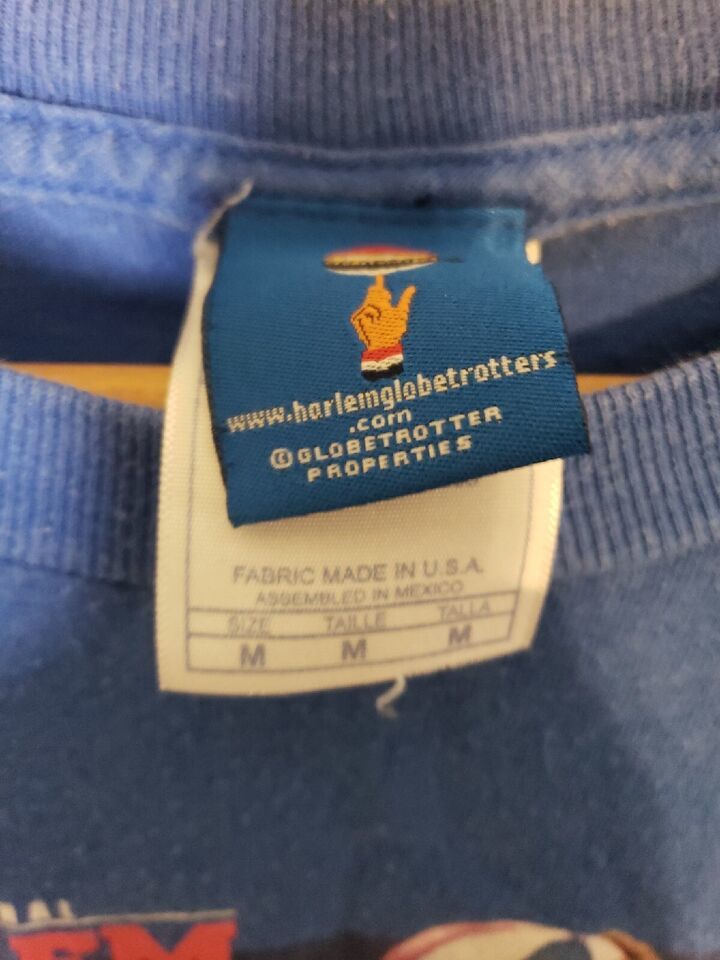 www.harlemglobetrotters
.com
©GLOBETROTTER
PROPERTIES
FABRIC MADE IN U.S.A.
ASSEMBLED IN MEXICO
SIZE TAILLE TALLA
M M M